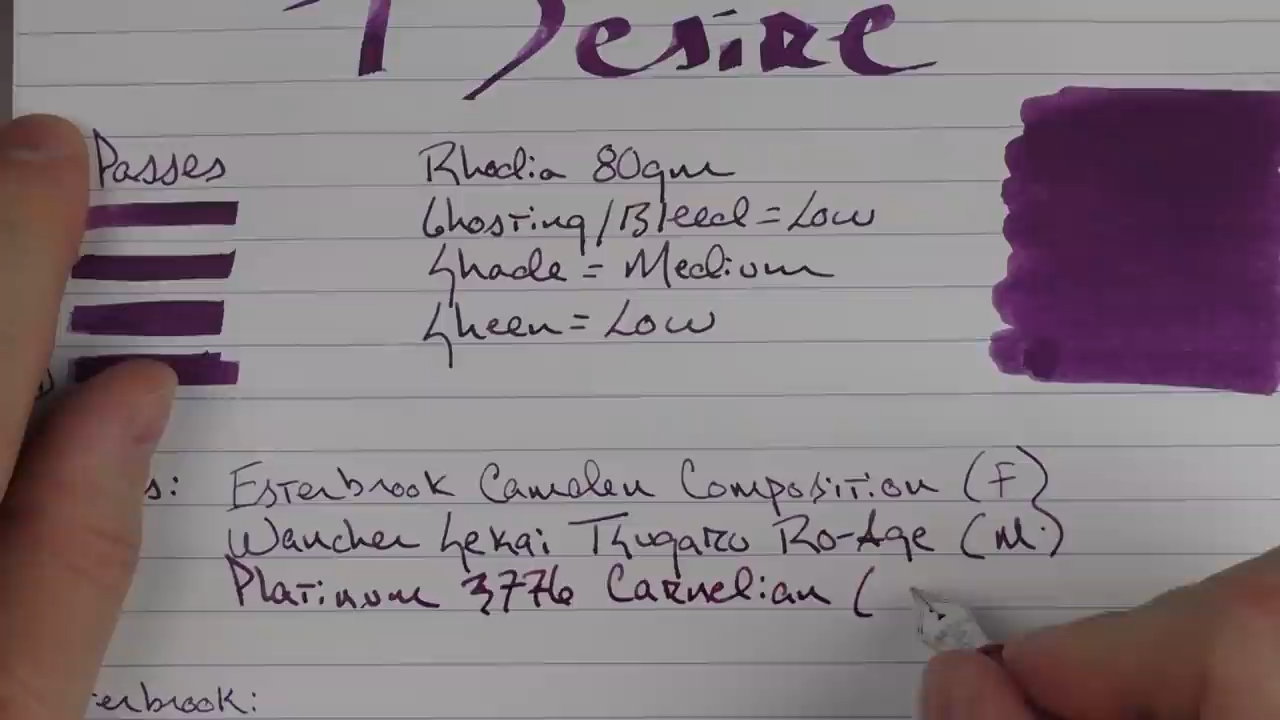 Desire
Passes
Rhodia 80gm
Ghosting/Bleed = Low
Shade = Medium
Sheen = Low
s: Esterbrook Camden Composition (F)
Wancher Sekai Tsugaru Ro-Age (M)
Platinum 3776 Carnelian (
erbrook: